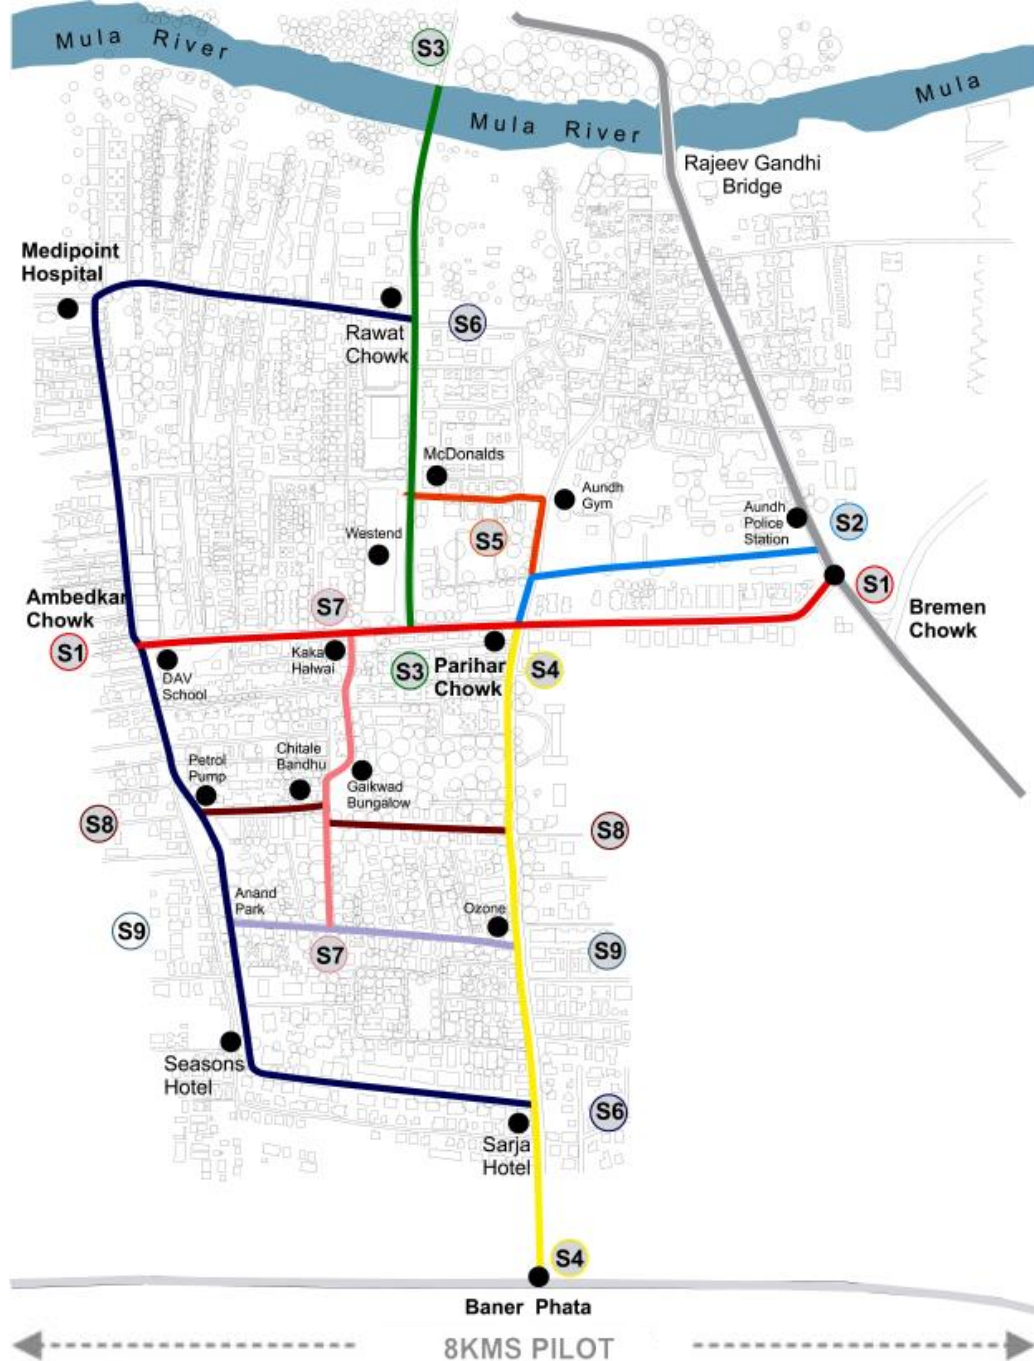 S3
Mula River
Mula River
Mula
Rajeev Gandhi
Bridge
Medipoint
Hospital
Rawat
Chowk
S6
McDonalds
Aundh
Gym
Westend
S5
Aundh
Police
Station
S2
S1
Bremen
Chowk
Ambedkar
Chowk
S1
S7
Kaka
Halwai
DAV
School
S3
Parihar
Chowk
S4
Petrol
Pump
Chitale
Bandhu
Gaikwad
Bungalow
S8
S8
Anand
Park
Ozone
S9
S7
S9
Seasons
Hotel
S6
Sarja
Hotel
S4
Baner Phata
8KMS PILOT